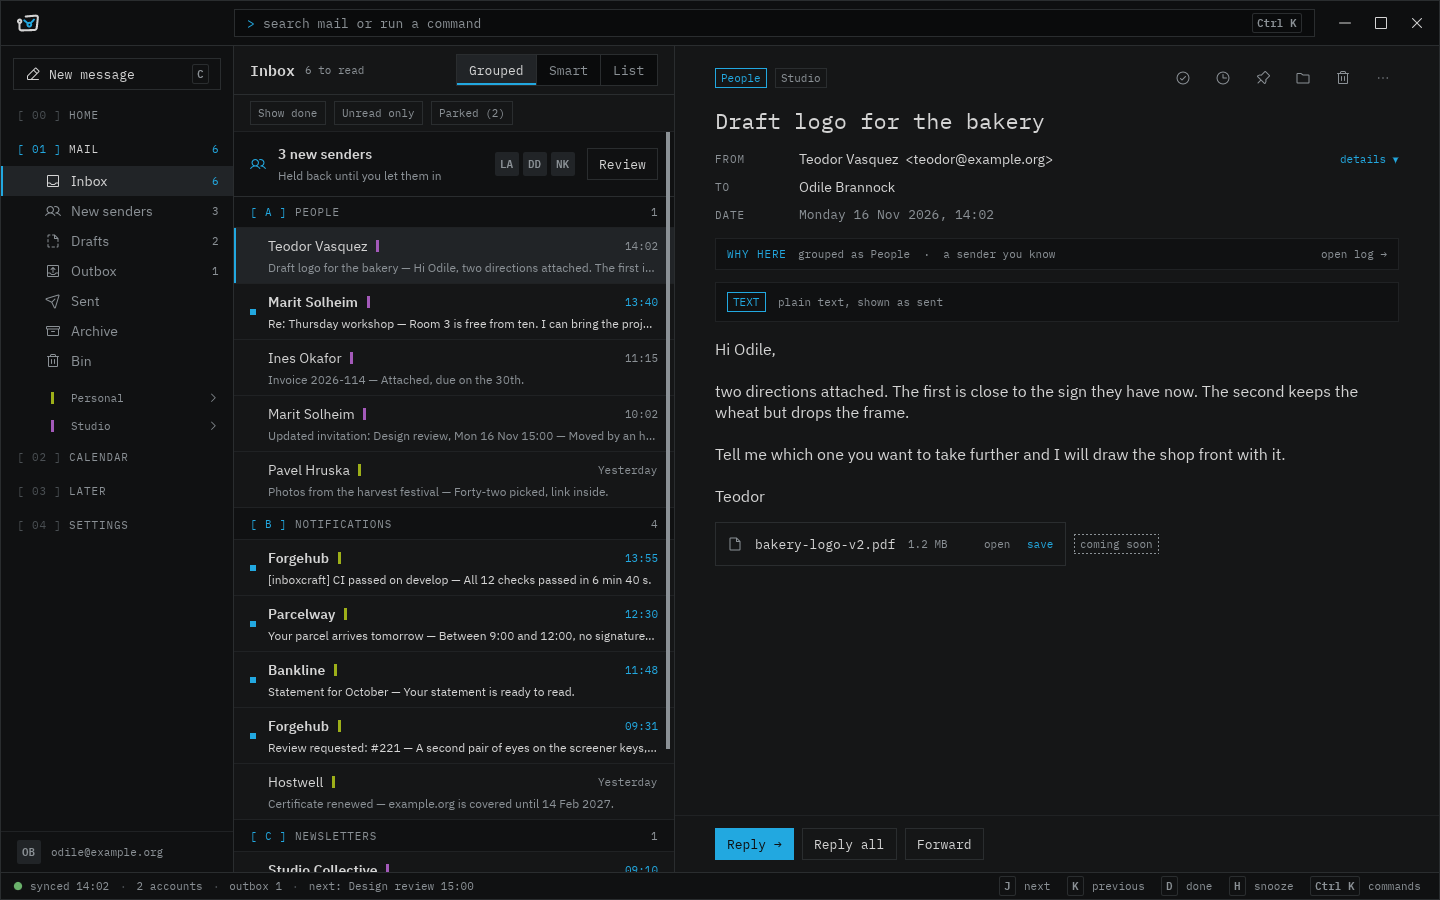 > search mail or run a command Ctrl K
New message C
[ 00 ] HOME
[ 01 ] MAIL 6
Inbox 6
New senders 3
Drafts 2
Outbox 1
Sent
Archive
Bin
Personal
Studio
[ 02 ] CALENDAR
[ 03 ] LATER
[ 04 ] SETTINGS
OB odile@example.org
Inbox 6 to read Grouped Smart List
Show done Unread only Parked (2)
3 new senders
Held back until you let them in
LA DD NK Review
[ A ] PEOPLE 1
Teodor Vasquez 14:02
Draft logo for the bakery — Hi Odile, two directions attached. The first i…
Marit Solheim 13:40
Re: Thursday workshop — Room 3 is free from ten. I can bring the proj…
Ines Okafor 11:15
Invoice 2026-114 — Attached, due on the 30th.
Marit Solheim 10:02
Updated invitation: Design review, Mon 16 Nov 15:00 — Moved by an h…
Pavel Hruska Yesterday
Photos from the harvest festival — Forty-two picked, link inside.
[ B ] NOTIFICATIONS 4
Forgehub 13:55
[inboxcraft] CI passed on develop — All 12 checks passed in 6 min 40 s.
Parcelway 12:30
Your parcel arrives tomorrow — Between 9:00 and 12:00, no signature…
Bankline 11:48
Statement for October — Your statement is ready to read.
Forgehub 09:31
Review requested: #221 — A second pair of eyes on the screener keys,…
Hostwell Yesterday
Certificate renewed — example.org is covered until 14 Feb 2027.
[ C ] NEWSLETTERS 1
Studio Collective 09:10
People Studio
Draft logo for the bakery
FROM Teodor Vasquez <teodor@example.org> details ▾
TO Odile Brannock
DATE Monday 16 Nov 2026, 14:02
WHY HERE grouped as People · a sender you know open log →
TEXT plain text, shown as sent
Hi Odile,
two directions attached. The first is close to the sign they have now. The second keeps the
wheat but drops the frame.
Tell me which one you want to take further and I will draw the shop front with it.
Teodor
bakery-logo-v2.pdf 1.2 MB open save coming soon
Reply → Reply all Forward
synced 14:02 · 2 accounts · outbox 1 · next: Design review 15:00
J next K previous D done H snooze Ctrl K commands